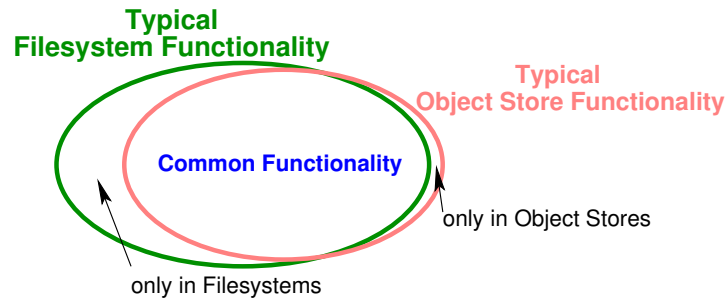 Typical
Filesystem Functionality
Typical
Object Store Functionality
Common Functionality
only in Object Stores
only in Filesystems